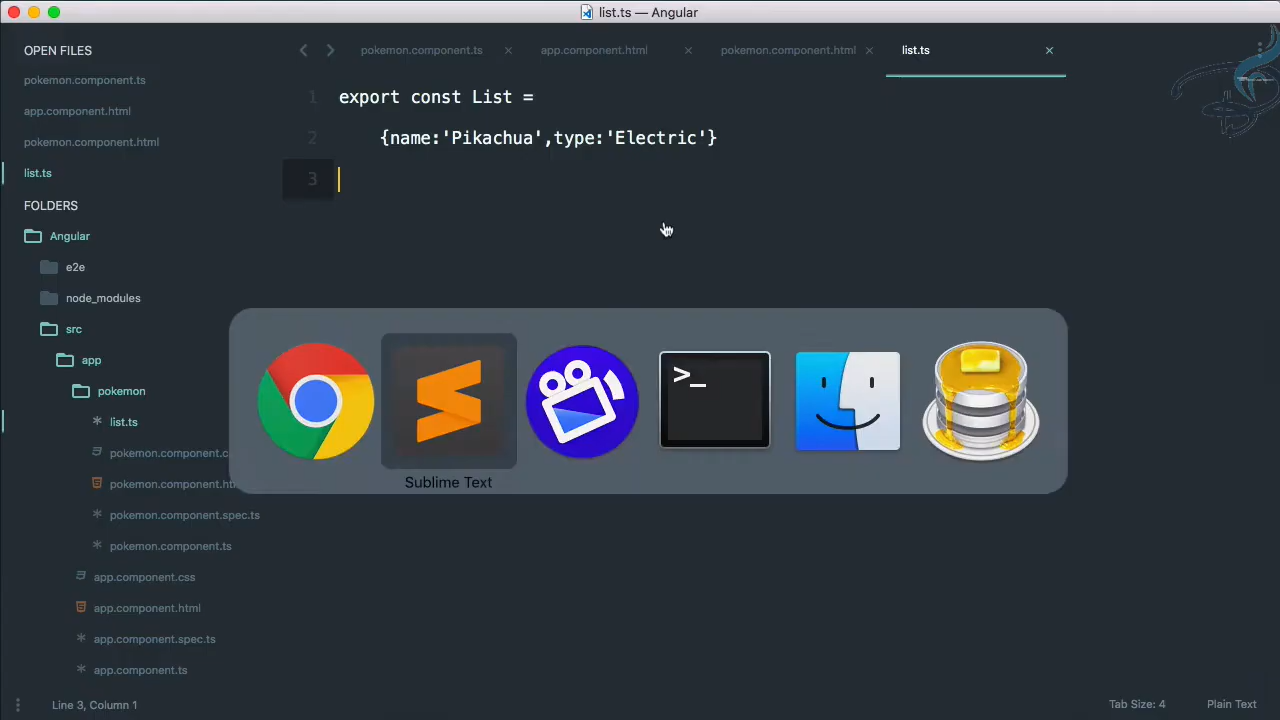 list.ts — Angular
OPEN FILES
pokemon.component.ts
app.component.html
pokemon.component.html
list.ts
FOLDERS
Angular
e2e
node_modules
src
app
pokemon
list.ts
pokemon.component.c
pokemon.component.htm
pokemon.component.spec.ts
pokemon.component.ts
app.component.css
app.component.html
app.component.spec.ts
app.component.ts
pokemon.component.ts
app.component.html
pokemon.component.html
list.ts
1 export const List =
2 {name:'Pikachua',type:'Electric'}
3
>_
Sublime Text
Line 3, Column 1
Tab Size: 4
Plain Text